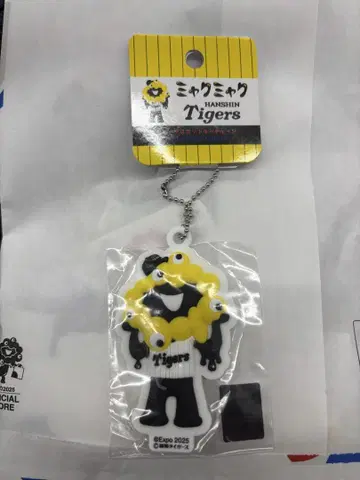 ミャクミャク
HANSHIN
Tigers
Tigers
©Expo 2025
©阪神タイガース
2025
CIAL
ORE